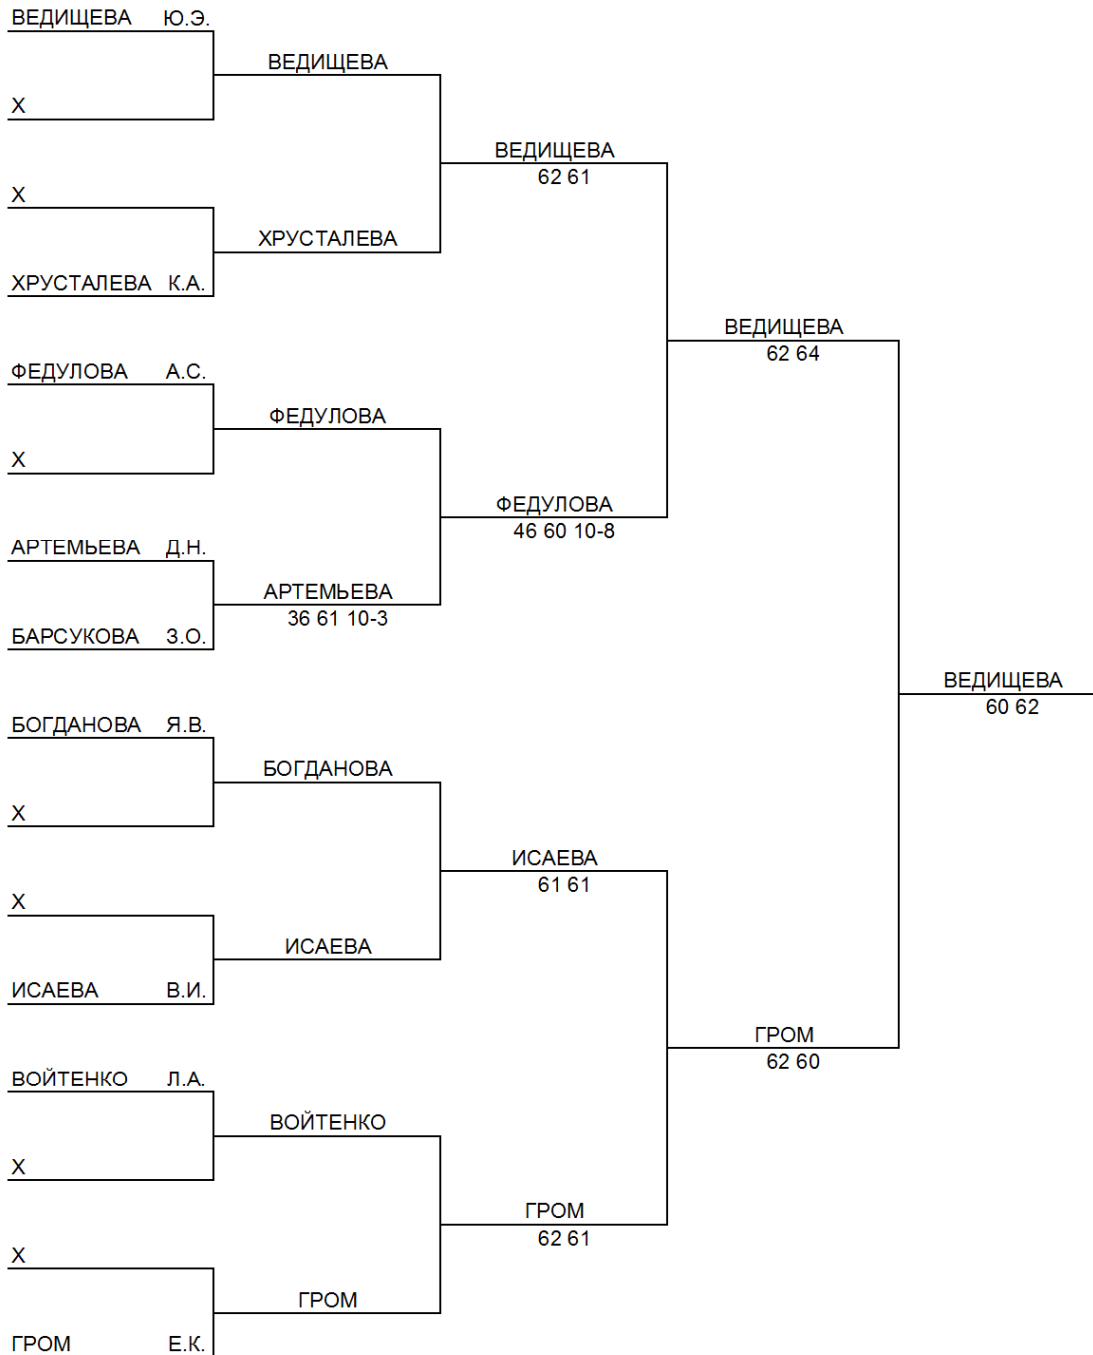 ВЕДИЩЕВА Ю.Э.
ВЕДИЩЕВА
X
ВЕДИЩЕВА
62 61
X
ХРУСТАЛЕВА
ХРУСТАЛЕВА К.А.
ВЕДИЩЕВА
62 64
ФЕДУЛОВА А.С.
ФЕДУЛОВА
X
ФЕДУЛОВА
46 60 10-8
АРТЕМЬЕВА Д.Н.
АРТЕМЬЕВА
36 61 10-3
БАРСУКОВА З.О.
ВЕДИЩЕВА
60 62
БОГДАНОВА Я.В.
БОГДАНОВА
X
ИСАЕВА
61 61
X
ИСАЕВА
ИСАЕВА В.И.
ГРОМ
62 60
ВОЙТЕНКО Л.А.
ВОЙТЕНКО
X
ГРОМ
62 61
X
ГРОМ
ГРОМ Е.К.